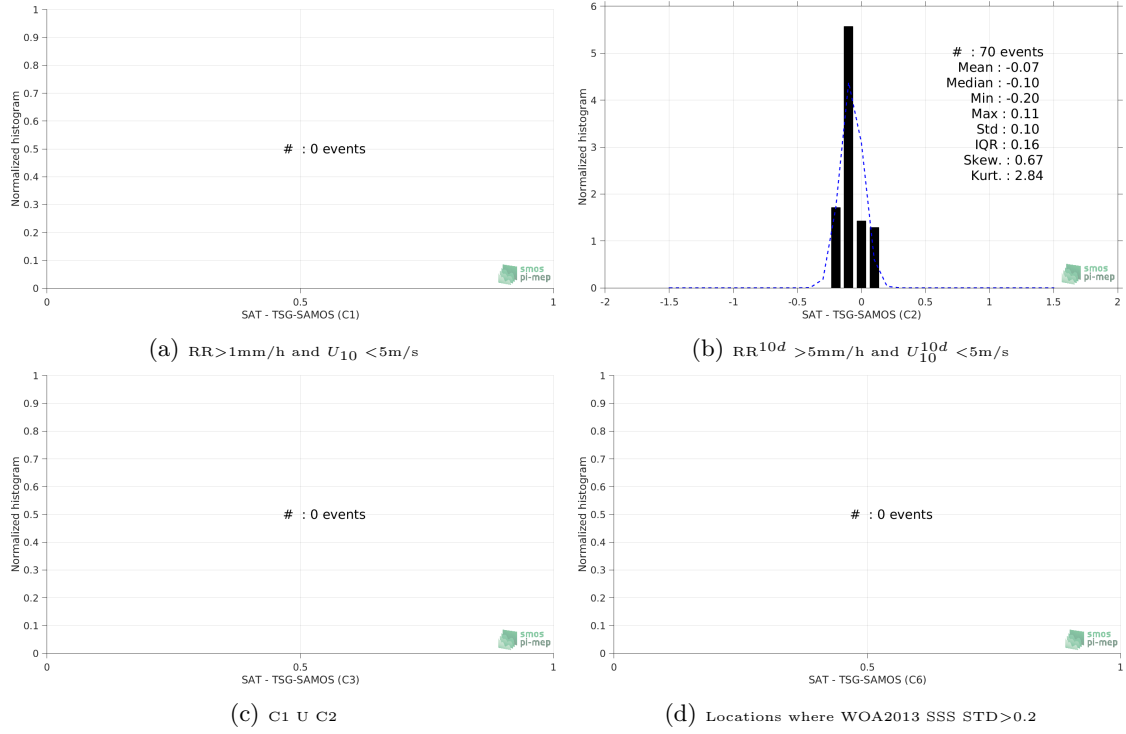 1
0.9
0.8
0.7
0.6
0.5
0.4
0.3
0.2
0.1
0
Normalized histogram
# : 0 events
smos
pi-mep
0 0.5 1
SAT - TSG-SAMOS (C1)
(a) RR>1mm/h and U10 <5m/s
6
5
4
3
2
1
0
Normalized histogram
# : 70 events
Mean : -0.07
Median : -0.10
Min : -0.20
Max : 0.11
Std : 0.10
IQR : 0.16
Skew. : 0.67
Kurt. : 2.84
smos
pi-mep
-2 -1.5 -1 -0.5 0 0.5 1 1.5 2
SAT - TSG-SAMOS (C2)
(b) RR10d >5mm/h and U10d10 <5m/s
1
0.9
0.8
0.7
0.6
0.5
0.4
0.3
0.2
0.1
0
Normalized histogram
# : 0 events
smos
pi-mep
0 0.5 1
SAT - TSG-SAMOS (C3)
(c) C1 U C2
1
0.9
0.8
0.7
0.6
0.5
0.4
0.3
0.2
0.1
0
Normalized histogram
# : 0 events
smos
pi-mep
0 0.5 1
SAT - TSG-SAMOS (C6)
(d) Locations where WOA2013 SSS STD>0.2